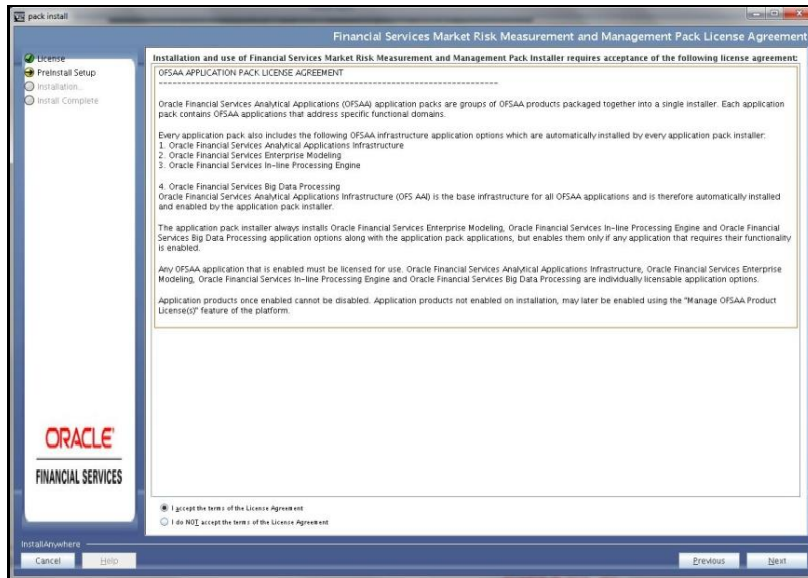 pack install
Financial Services Market Risk Measurement and Management Pack License Agreement
License
PreInstall Setup
Installation..
Install Complete
Installation and use of Financial Services Market Risk Measurement and Management Pack Installer requires acceptance of the following license agreement:
OFSAA APPLICATION PACK LICENSE AGREEMENT
--------------------------------------------------------------------------
Oracle Financial Services Analytical Applications (OFSAA) application packs are groups of OFSAA products packaged together into a single installer. Each application
pack contains OFSAA applications that address specific functional domains.
Every application pack also includes the following OFSAA infrastructure application options which are automatically installed by every application pack installer:
1. Oracle Financial Services Analytical Applications Infrastructure
2. Oracle Financial Services Enterprise Modeling
3. Oracle Financial Services In-line Processing Engine
4. Oracle Financial Services Big Data Processing
Oracle Financial Services Analytical Applications Infrastructure (OFS AAI) is the base infrastructure for all OFSAA applications and is therefore automatically installed
and enabled by the application pack installer.
The application pack installer always installs Oracle Financial Services Enterprise Modeling, Oracle Financial Services In-line Processing Engine and Oracle Financial
Services Big Data Processing application options along with the application pack applications, but enables them only if any application that requires their functionality
is enabled.
Any OFSAA application that is enabled must be licensed for use. Oracle Financial Services Analytical Applications Infrastructure, Oracle Financial Services Enterprise
Modeling, Oracle Financial Services In-line Processing Engine and Oracle Financial Services Big Data Processing are individually licensable application options.
Application products once enabled cannot be disabled. Application products not enabled on installation, may later be enabled using the "Manage OFSAA Product
License(s)" feature of the platform.
ORACLE
FINANCIAL SERVICES
I accept the terms of the License Agreement
I do NOT accept the terms of the License Agreement
InstallAnywhere
Cancel
Help
Previous
Next